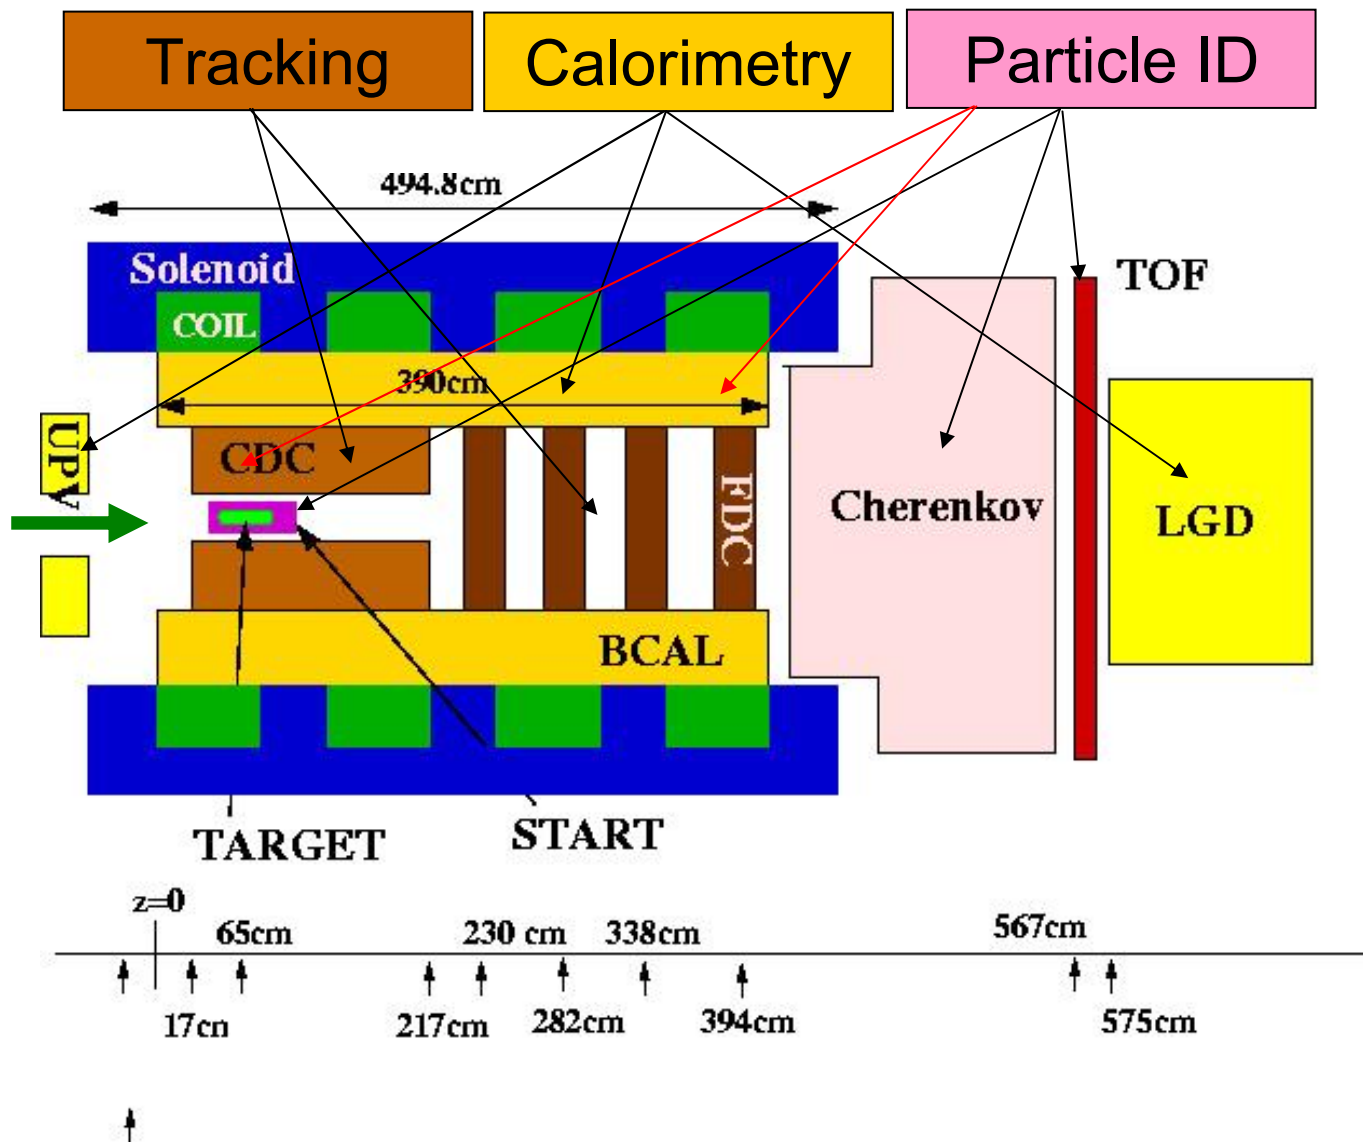 Tracking
Calorimetry
Particle ID
494.8cm
Solenoid
TOF
COIL
390cm
UPV
CDC
FDC
Cherenkov
LGD
BCAL
TARGET
START
z=0
65cm
230 cm
338cm
567cm
17cn
217cm
282cm
394cm
575cm